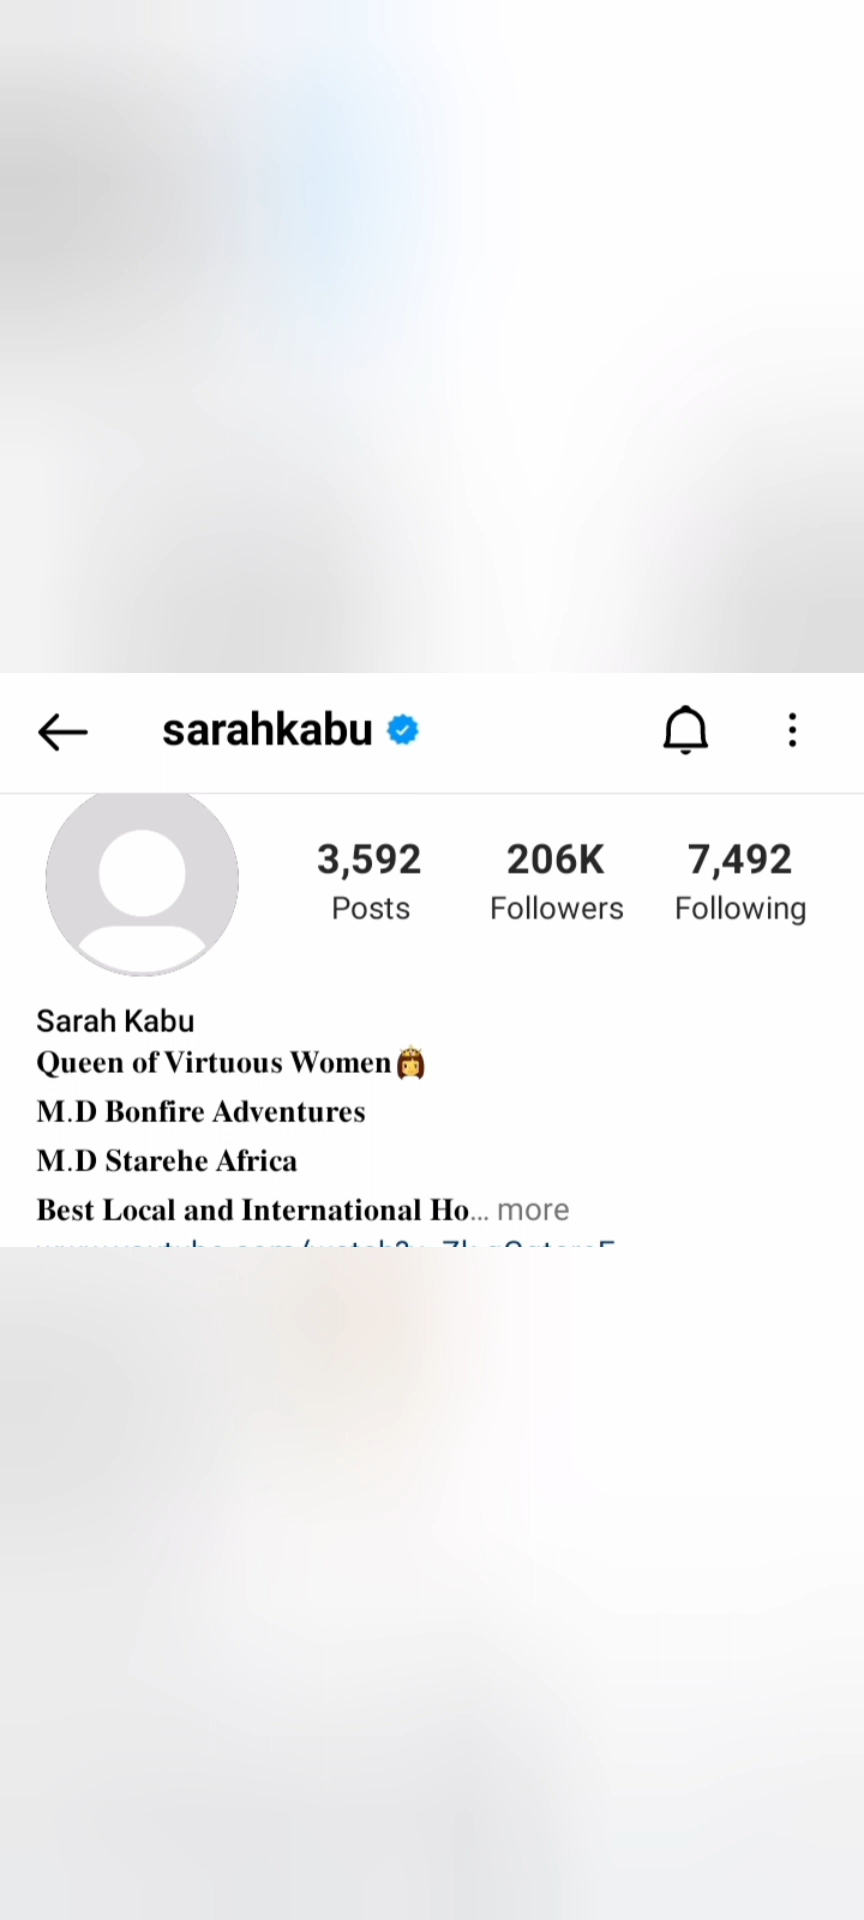 sarahkabu
3,592 206K 7,492
Posts Followers Following
Sarah Kabu
Queen of Virtuous Women👸
M.D Bonfire Adventures
M.D Starehe Africa
Best Local and International Ho... more